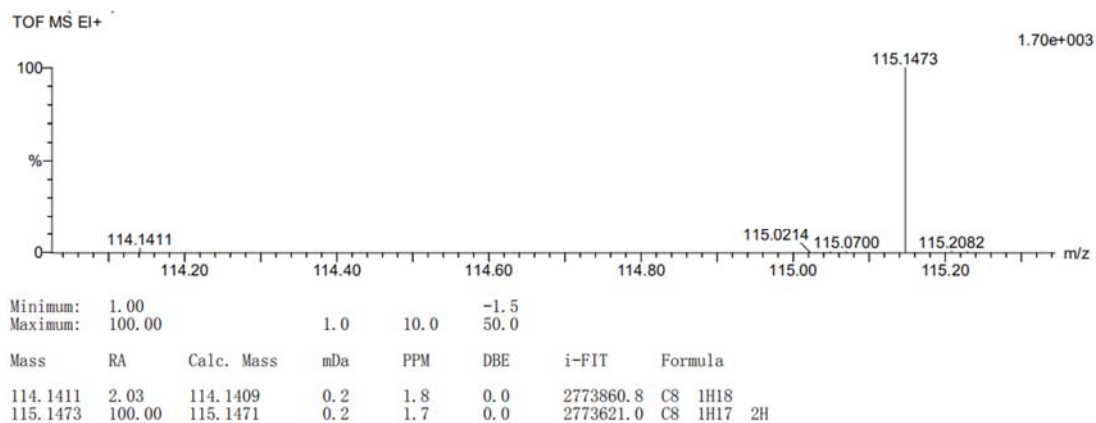 TOF MS EI+
1.70e+003
115.1473
100
%
114.1411
115.0214
115.0700
115.2082
0
m/z
114.20 114.40 114.60 114.80 115.00 115.20
Minimum: 1.00 -1.5
Maximum: 100.00 1.0 10.0 50.0
Mass RA Calc. Mass mDa PPM DBE i-FIT Formula
114.1411 2.03 114.1409 0.2 1.8 0.0 2773860.8 C8 1H18
115.1473 100.00 115.1471 0.2 1.7 0.0 2773621.0 C8 1H17 2H